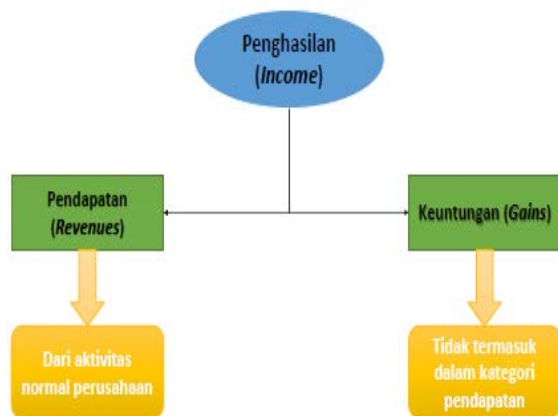 Penghasilan
(Income)
Pendapatan
(Revenues)
Keuntungan (Gains)
Dari aktivitas
normal perusahaan
Tidak termasuk
dalam kategori
pendapatan